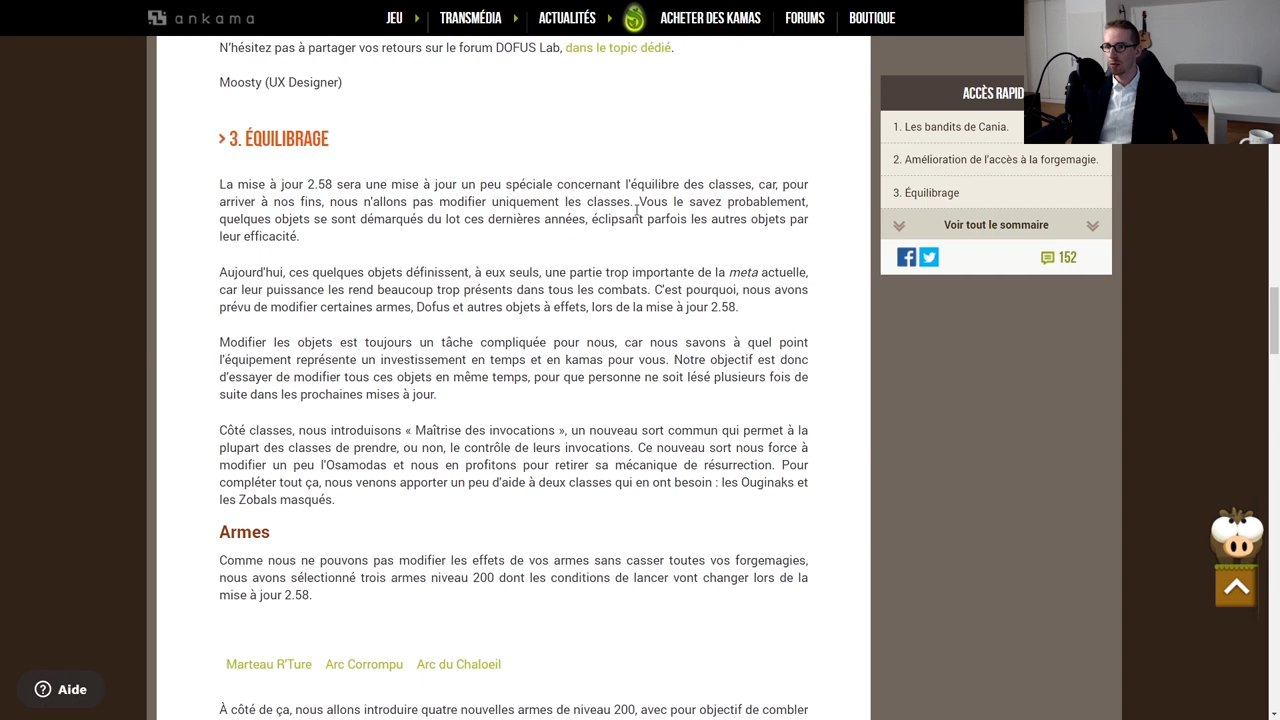 ankama
JEU
TRANSMÉDIA
ACTUALITÉS
ACHETER DES KAMAS
FORUMS
BOUTIQUE
N'hésitez pas à partager vos retours sur le forum DOFUS Lab, dans le topic dédié.
Moosty (UX Designer)
3. ÉQUILIBRAGE
La mise à jour 2.58 sera une mise à jour un peu spéciale concernant l'équilibre des classes, car, pour
arriver à nos fins, nous n'allons pas modifier uniquement les classes. Vous le savez probablement,
quelques objets se sont démarqués du lot ces dernières années, éclipsant parfois les autres objets par
leur efficacité.
Aujourd'hui, ces quelques objets définissent, à eux seuls, une partie trop importante de la meta actuelle,
car leur puissance les rend beaucoup trop présents dans tous les combats. C'est pourquoi, nous avons
prévu de modifier certaines armes, Dofus et autres objets à effets, lors de la mise à jour 2.58.
Modifier les objets est toujours un tâche compliquée pour nous, car nous savons à quel point
l'équipement représente un investissement en temps et en kamas pour vous. Notre objectif est donc
d'essayer de modifier tous ces objets en même temps, pour que personne ne soit lésé plusieurs fois de
suite dans les prochaines mises à jour.
Côté classes, nous introduisons « Maîtrise des invocations », un nouveau sort commun qui permet à la
plupart des classes de prendre, ou non, le contrôle de leurs invocations. Ce nouveau sort nous force à
modifier un peu l'Osamodas et nous en profitons pour retirer sa mécanique de résurrection. Pour
compléter tout ça, nous venons apporter un peu d'aide à deux classes qui en ont besoin : les Ouginaks et
les Zobals masqués.
Armes
Comme nous ne pouvons pas modifier les effets de vos armes sans casser toutes vos forgemagies,
nous avons sélectionné trois armes niveau 200 dont les conditions de lancer vont changer lors de la
mise à jour 2.58.
Marteau R'Ture Arc Corrompu Arc du Chaloeil
À côté de ça, nous allons introduire quatre nouvelles armes de niveau 200, avec pour objectif de combler
ACCÈS RAPID
1. Les bandits de Cania.
2. Amélioration de l'accès à la forgemagie.
3. Équilibrage
Voir tout le sommaire
152
Aide